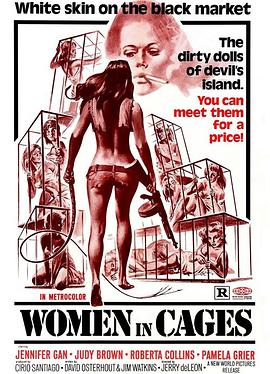 White skin on the black market
The
dirty dolls
of devil's
island.
You can
meet them
for a
price!
IN METROCOLOR
R
WOMEN IN CAGES
starring
JENNIFER GAN • JUDY BROWN • ROBERTA COLLINS • PAMELA GRIER
CIRIO SANTIAGO • DAVID OSTERHOUT & JIM WATKINS • JERRY deLEON • A NEW WORLD PICTURES
RELEASE